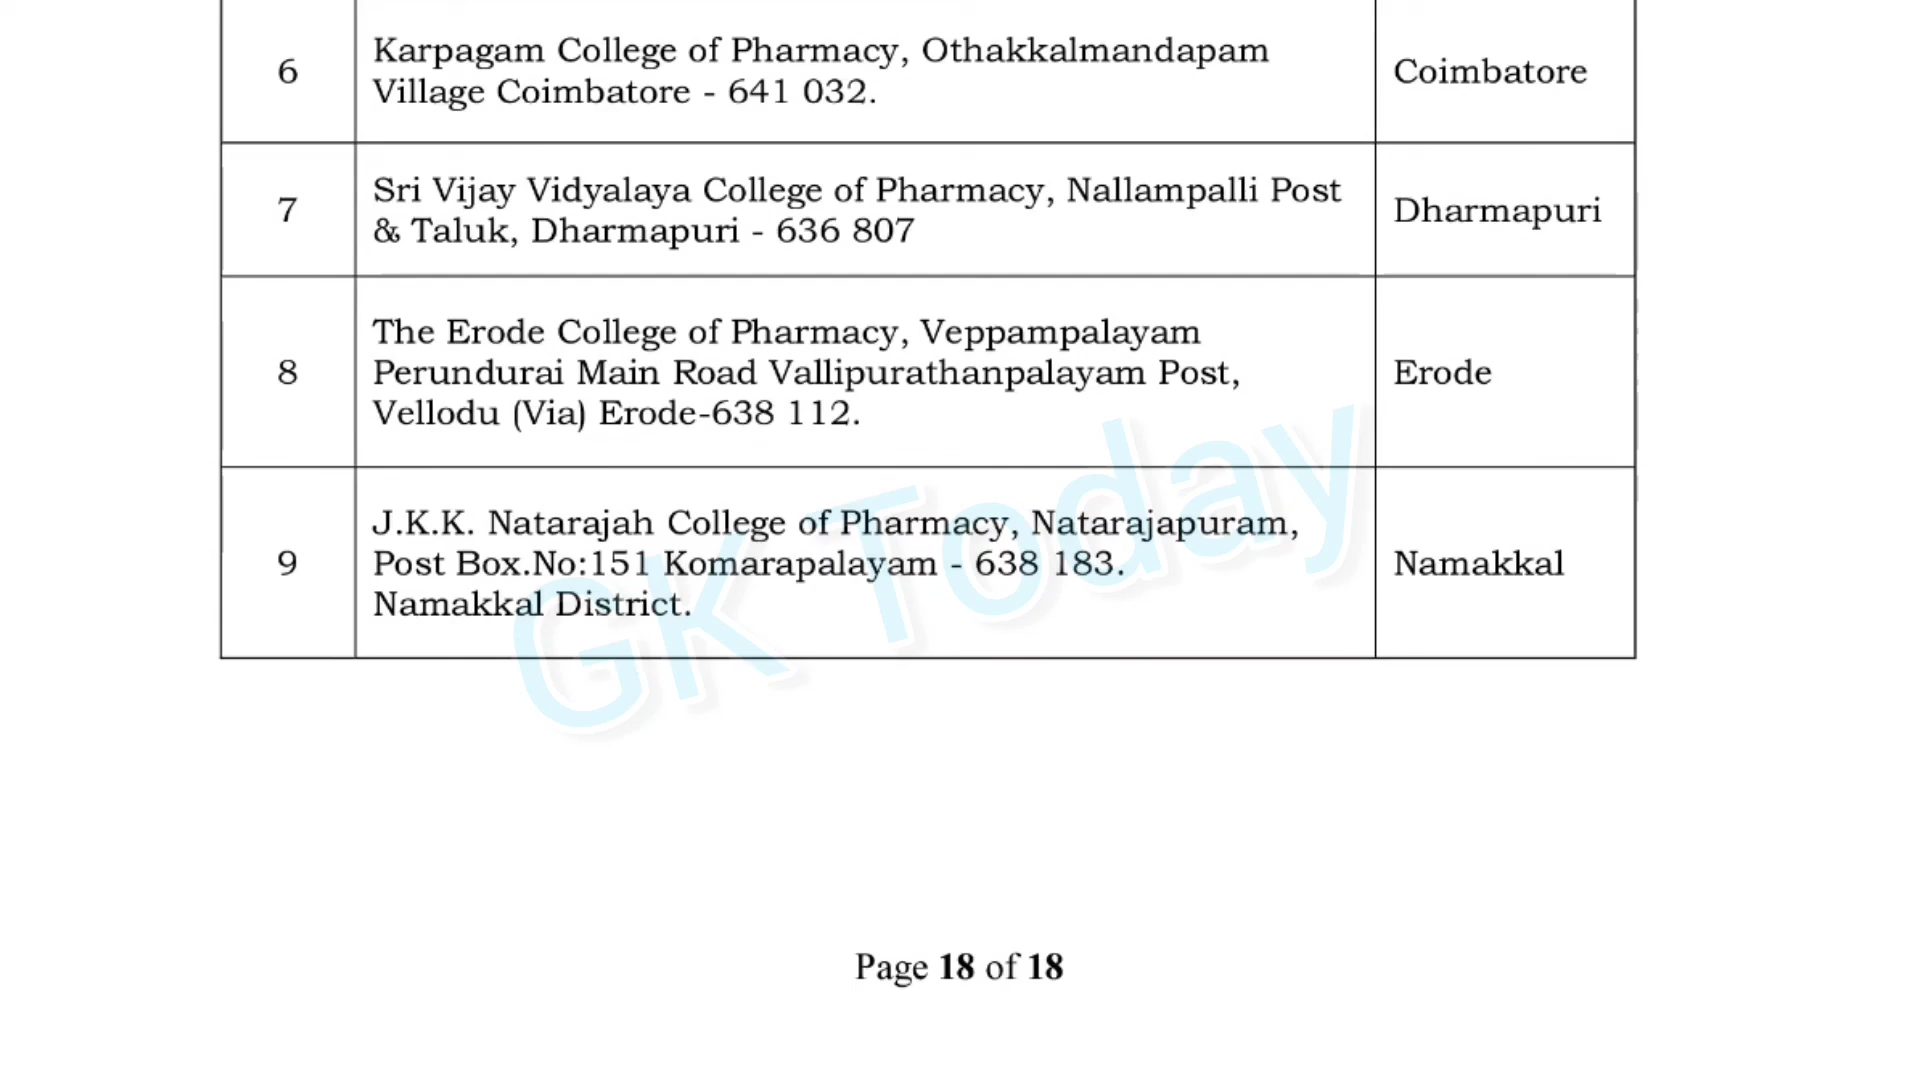 6
Karpagam College of Pharmacy, Othakkalmandapam
Village Coimbatore - 641 032.
Coimbatore
7
Sri Vijay Vidyalaya College of Pharmacy, Nallampalli Post
& Taluk, Dharmapuri - 636 807
Dharmapuri
8
The Erode College of Pharmacy, Veppampalayam
Perundurai Main Road Vallipurathanpalayam Post,
Vellodu (Via) Erode-638 112.
Erode
9
J.K.K. Natarajah College of Pharmacy, Natarajapuram,
Post Box.No:151 Komarapalayam - 638 183.
Namakkal District.
Namakkal
GK Today
Page 18 of 18